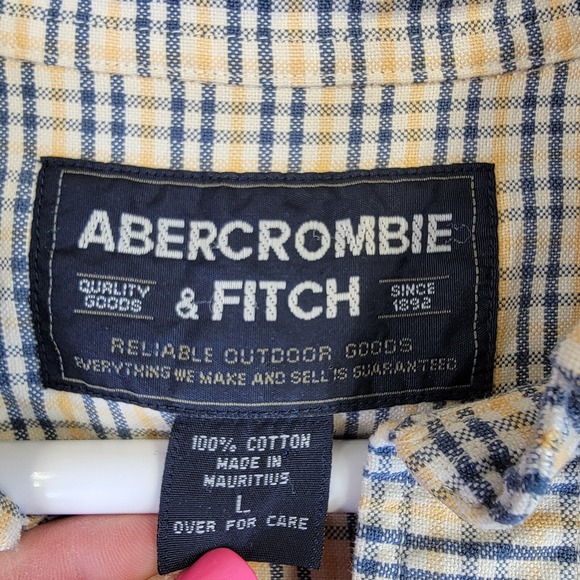 ABERCROMBIE
& FITCH
QURLITY
GOODS
SINCE
1892
RELIABLE OUTDOOR GOODS
EVERYTHING WE MAKE AND SELL IS GUARANTEED
100% COTTON
MADE IN
MAURITIUS
L
OVER FOR CARE